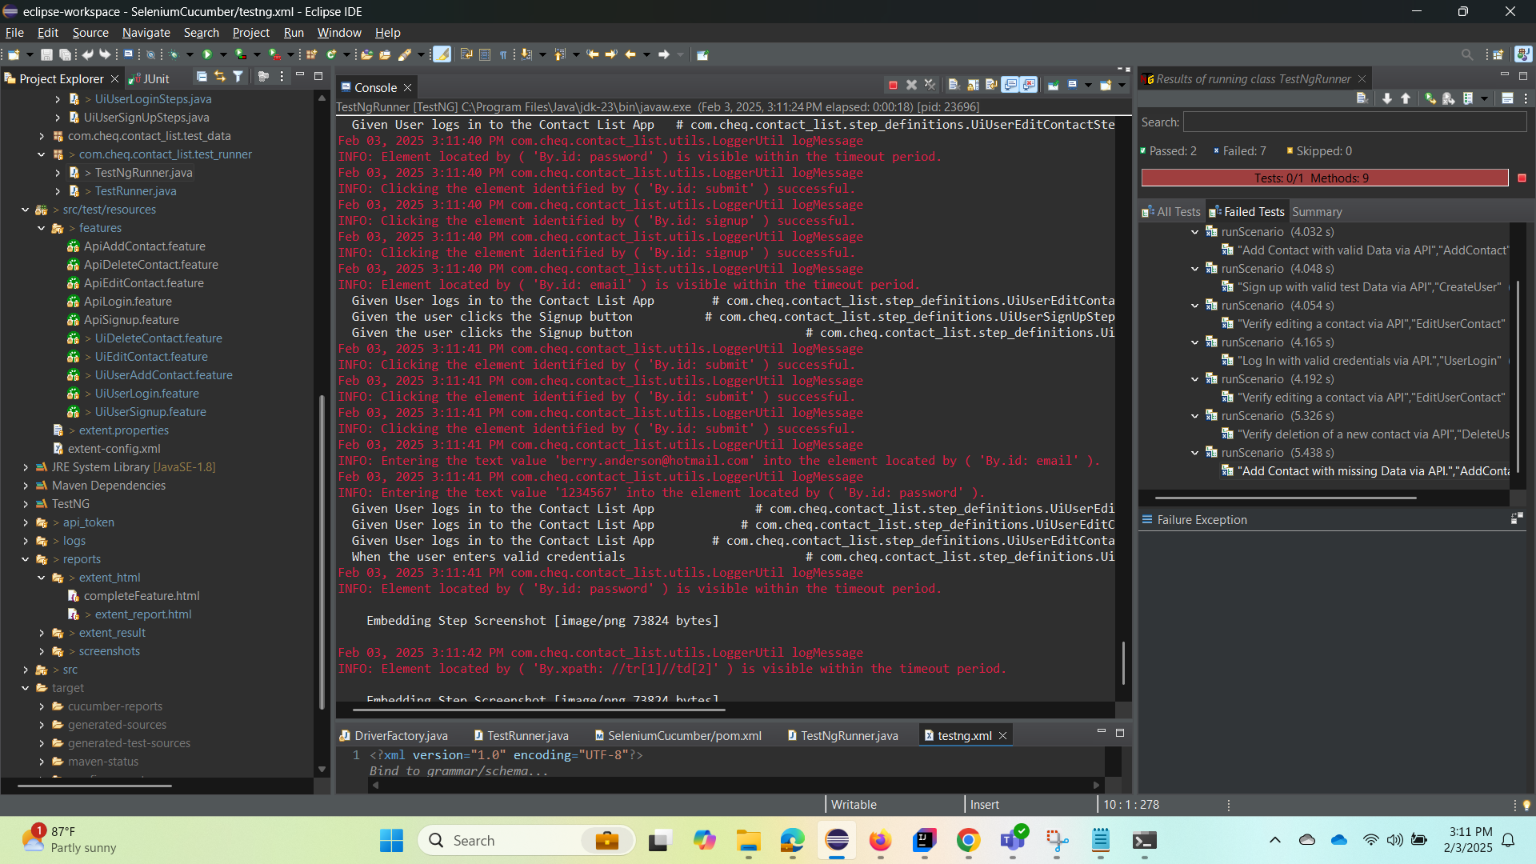 eclipse-workspace - SeleniumCucumber/testng.xml - Eclipse IDE
File Edit Source Navigate Search Project Run Window Help
Project Explorer
JUnit
> UiUserLoginSteps.java
UiUserSignUpSteps.java
com.cheq.contact_list.test_data
> com.cheq.contact_list.test_runner
> TestNgRunner.java
> TestRunner.java
> src/test/resources
> features
ApiAddContact.feature
ApiDeleteContact.feature
ApiEditContact.feature
ApiLogin.feature
ApiSignup.feature
> UiDeleteContact.feature
> UiEditContact.feature
> UiUserAddContact.feature
> UiUserLogin.feature
> UiUserSignup.feature
> extent.properties
extent-config.xml
JRE System Library [JavaSE-1.8]
Maven Dependencies
TestNG
> api_token
> logs
> reports
> extent_html
completeFeature.html
> extent_report.html
> extent_result
> screenshots
> src
target
cucumber-reports
generated-sources
generated-test-sources
maven-status
Console
TestNgRunner [TestNG] C:\Program Files\Java\jdk-23\bin\javaw.exe (Feb 3, 2025, 3:11:24 PM elapsed: 0:00:18) [pid: 23696]
Given User logs in to the Contact List App # com.cheq.contact_list.step_definitions.UiUserEditContactSte
Feb 03, 2025 3:11:40 PM com.cheq.contact_list.utils.LoggerUtil logMessage
INFO: Element located by ( 'By.id: password' ) is visible within the timeout period.
Feb 03, 2025 3:11:40 PM com.cheq.contact_list.utils.LoggerUtil logMessage
INFO: Clicking the element identified by ( 'By.id: submit' ) successful.
Feb 03, 2025 3:11:40 PM com.cheq.contact_list.utils.LoggerUtil logMessage
INFO: Clicking the element identified by ( 'By.id: signup' ) successful.
Feb 03, 2025 3:11:40 PM com.cheq.contact_list.utils.LoggerUtil logMessage
INFO: Clicking the element identified by ( 'By.id: signup' ) successful.
Feb 03, 2025 3:11:40 PM com.cheq.contact_list.utils.LoggerUtil logMessage
INFO: Element located by ( 'By.id: email' ) is visible within the timeout period.
Given User logs in to the Contact List App # com.cheq.contact_list.step_definitions.UiUserEditConta
Given the user clicks the Signup button # com.cheq.contact_list.step_definitions.UiUserSignUpStep
Given the user clicks the Signup button # com.cheq.contact_list.step_definitions.Ui
Feb 03, 2025 3:11:41 PM com.cheq.contact_list.utils.LoggerUtil logMessage
INFO: Clicking the element identified by ( 'By.id: submit' ) successful.
Feb 03, 2025 3:11:41 PM com.cheq.contact_list.utils.LoggerUtil logMessage
INFO: Clicking the element identified by ( 'By.id: submit' ) successful.
Feb 03, 2025 3:11:41 PM com.cheq.contact_list.utils.LoggerUtil logMessage
INFO: Clicking the element identified by ( 'By.id: submit' ) successful.
Feb 03, 2025 3:11:41 PM com.cheq.contact_list.utils.LoggerUtil logMessage
INFO: Entering the text value 'berry.anderson@hotmail.com' into the element located by ( 'By.id: email' ).
Feb 03, 2025 3:11:41 PM com.cheq.contact_list.utils.LoggerUtil logMessage
INFO: Entering the text value '1234567' into the element located by ( 'By.id: password' ).
Given User logs in to the Contact List App # com.cheq.contact_list.step_definitions.UiUserEdi
Given User logs in to the Contact List App # com.cheq.contact_list.step_definitions.UiUserEditC
Given User logs in to the Contact List App # com.cheq.contact_list.step_definitions.UiUserEditConta
When the user enters valid credentials # com.cheq.contact_list.step_definitions.Ui
Feb 03, 2025 3:11:41 PM com.cheq.contact_list.utils.LoggerUtil logMessage
INFO: Element located by ( 'By.id: password' ) is visible within the timeout period.
Embedding Step Screenshot [image/png 73824 bytes]
Feb 03, 2025 3:11:42 PM com.cheq.contact_list.utils.LoggerUtil logMessage
INFO: Element located by ( 'By.xpath: //tr[1]//td[2]' ) is visible within the timeout period.
Embedding Step Screenshot [image/png 73824 bytes]
DriverFactory.java TestRunner.java SeleniumCucumber/pom.xml TestNgRunner.java testng.xml
1 <?xml version="1.0" encoding="UTF-8"?>
Bind to grammar/schema...
Results of running class TestNgRunner
Search:
Passed: 2 Failed: 7 Skipped: 0
Tests: 0/1 Methods: 9
All Tests Failed Tests Summary
runScenario (4.032 s)
"Add Contact with valid Data via API","AddContact"
runScenario (4.048 s)
"Sign up with valid test Data via API","CreateUser"
runScenario (4.054 s)
"Verify editing a contact via API","EditUserContact"
runScenario (4.165 s)
"Log In with valid credentials via API.","UserLogin"
runScenario (4.192 s)
"Verify editing a contact via API","EditUserContact"
runScenario (5.326 s)
"Verify deletion of a new contact via API","DeleteUs
runScenario (5.438 s)
"Add Contact with missing Data via API.","AddConta
Failure Exception
Writable Insert 10 : 1 : 278
1
87°F
Partly sunny
Search
3:11 PM
2/3/2025